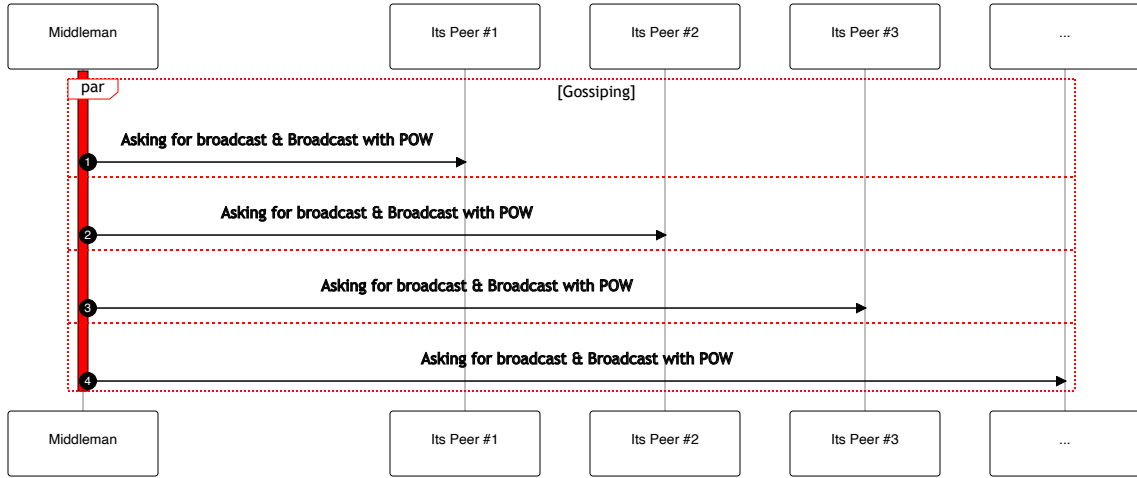 Middleman
Its Peer #1
Its Peer #2
Its Peer #3
...
par
[Gossiping]
Asking for broadcast & Broadcast with POW
1
Asking for broadcast & Broadcast with POW
2
Asking for broadcast & Broadcast with POW
3
Asking for broadcast & Broadcast with POW
4
Middleman
Its Peer #1
Its Peer #2
Its Peer #3
...